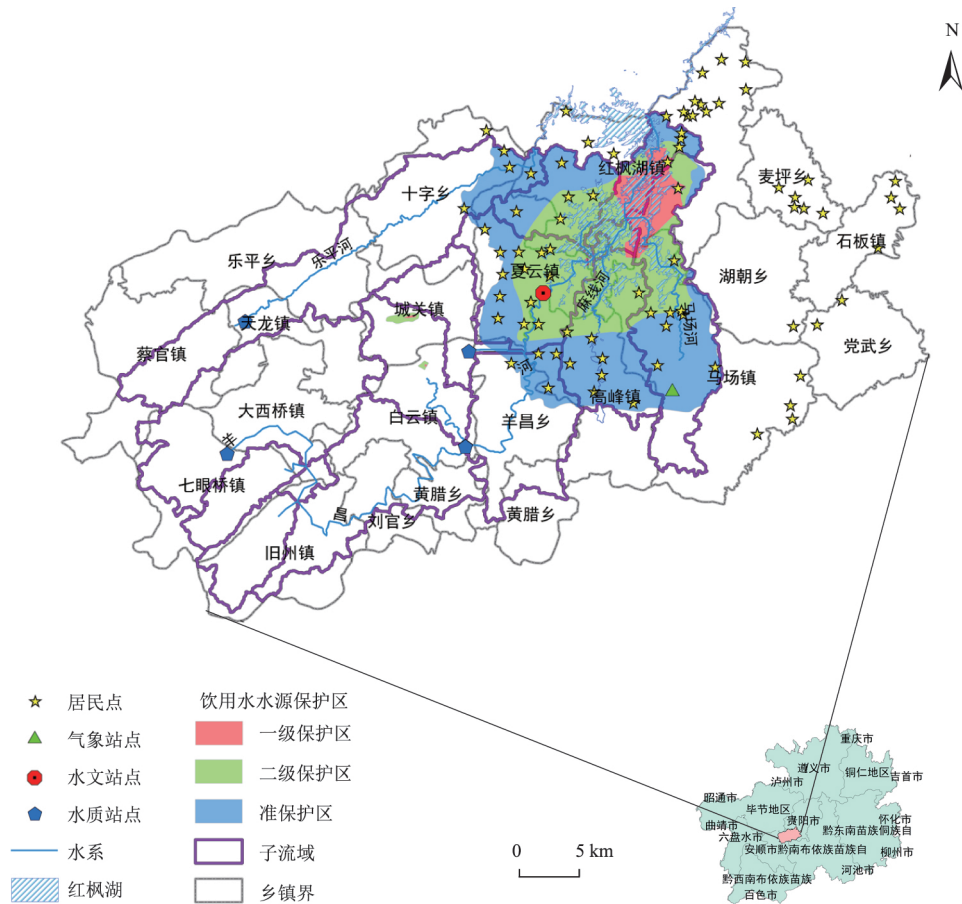 N
红枫湖镇
麦坪乡
十字乡
石板镇
乐平乡
乐平河
夏云镇
湖朝乡
麻线河
城关镇
马场河
天龙镇
蔡官镇
党武乡
河
马场镇
大西桥镇
白云镇
羊昌乡
高峰镇
羊
七眼桥镇
黄腊乡
昌
刘官乡
黄腊乡
旧州镇
居民点
气象站点
水文站点
水质站点
水系
红枫湖
饮用水水源保护区
一级保护区
二级保护区
准保护区
子流域
乡镇界
0 5 km
重庆市
遵义市
铜仁地区
吉首市
泸州市
昭通市
毕节地区
贵阳市
怀化市
曲靖市
黔东南苗族侗族自
六盘水市
安顺市
黔南布依族苗族自
柳州市
河池市
黔西南布依族苗族
百色市